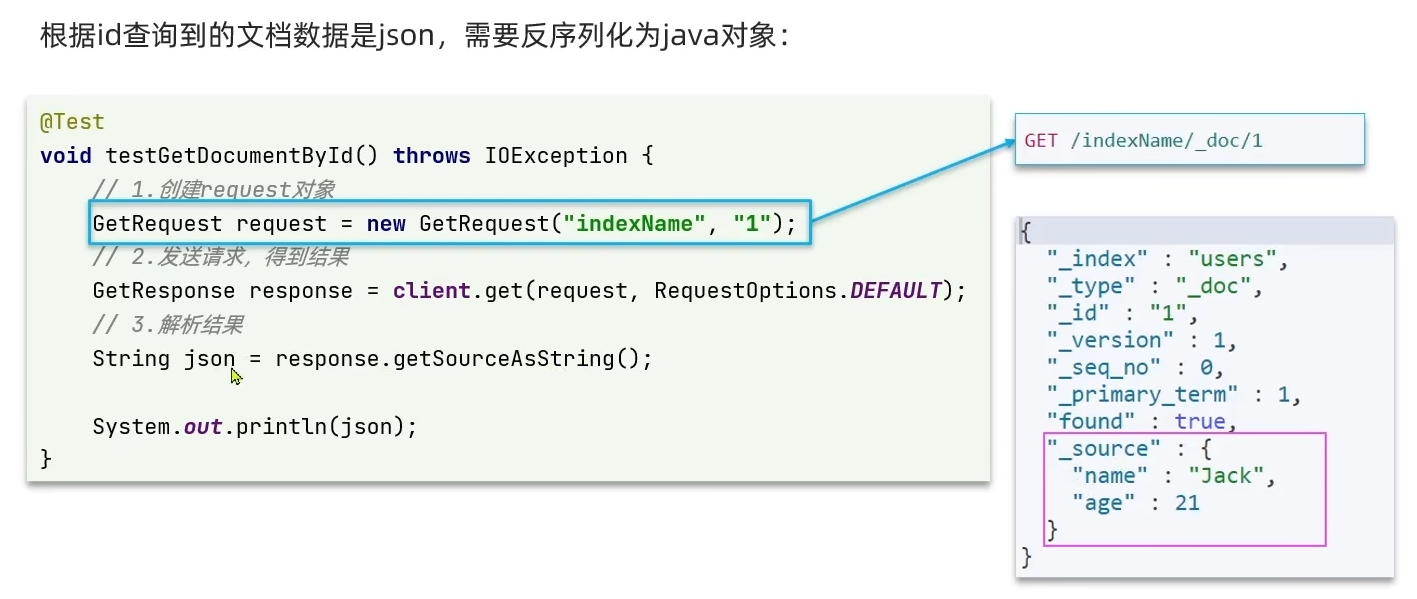 根据id查询到的文档数据是json，需要反序列化为java对象：
@Test
void testGetDocumentById() throws IOException {
// 1.创建request对象
GetRequest request = new GetRequest("indexName", "1");
// 2.发送请求，得到结果
GetResponse response = client.get(request, RequestOptions.DEFAULT);
// 3.解析结果
String json = response.getSourceAsString();
System.out.println(json);
}
GET /indexName/_doc/1
{
"_index" : "users",
"_type" : "_doc",
"_id" : "1",
"_version" : 1,
"_seq_no" : 0,
"_primary_term" : 1,
"found" : true,
"_source" : {
"name" : "Jack",
"age" : 21
}
}